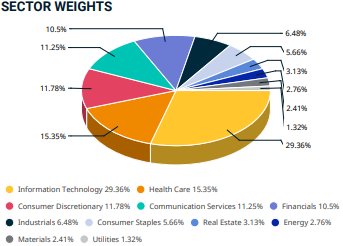 SECTOR WEIGHTS
10.5%
6.48%
11.25%
5.66%
3.13%
11.78%
2.76%
2.41%
1.32%
15.35%
29.36%
Information Technology 29.36% Health Care 15.35%
Consumer Discretionary 11.78% Communication Services 11.25% Financials 10.5%
Industrials 6.48% Consumer Staples 5.66% Real Estate 3.13% Energy 2.76%
Materials 2.41% Utilities 1.32%